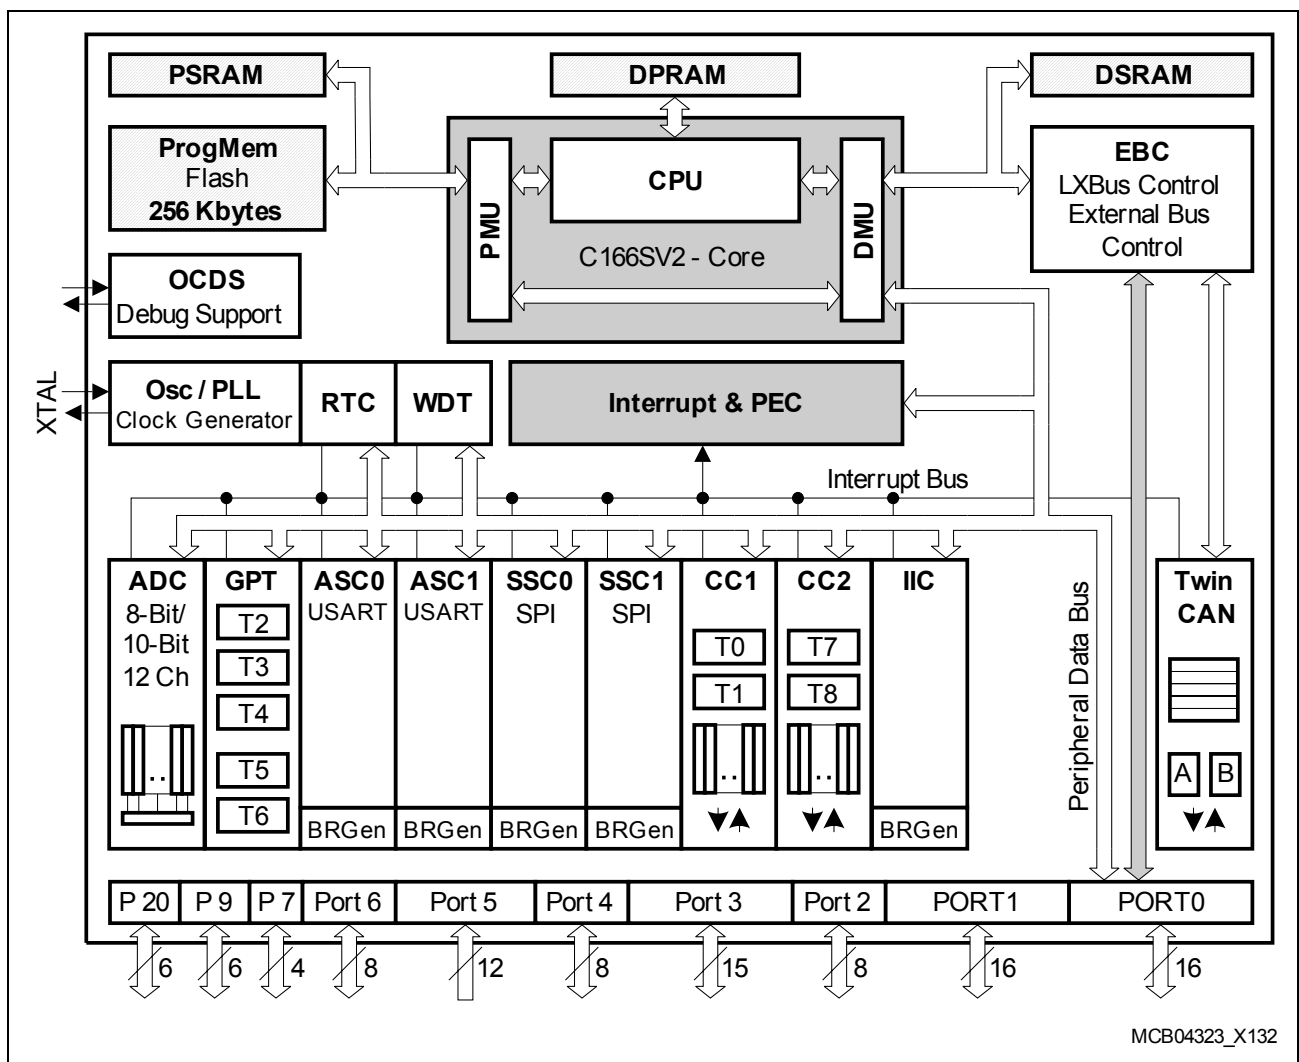 PSRAM
DPRAM
DSRAM
ProgMem
Flash
256 Kbytes
PMU
CPU
DMU
C166SV2 - Core
EBC
LXBus Control
External Bus
Control
OCDS
Debug Support
XTAL
Osc / PLL
Clock Generator
RTC
WDT
Interrupt & PEC
Interrupt Bus
ADC
8-Bit/
10-Bit
12 Ch
GPT
T2
T3
T4
T5
T6
ASC0
USART
BRGen
ASC1
USART
BRGen
SSC0
SPI
BRGen
SSC1
SPI
BRGen
CC1
T0
T1
CC2
T7
T8
IIC
BRGen
Peripheral Data Bus
Twin
CAN
A B
P 20
P 9
P 7
Port 6
Port 5
Port 4
Port 3
Port 2
PORT1
PORT0
6
6
4
8
12
8
15
8
16
16
MCB04323_X132